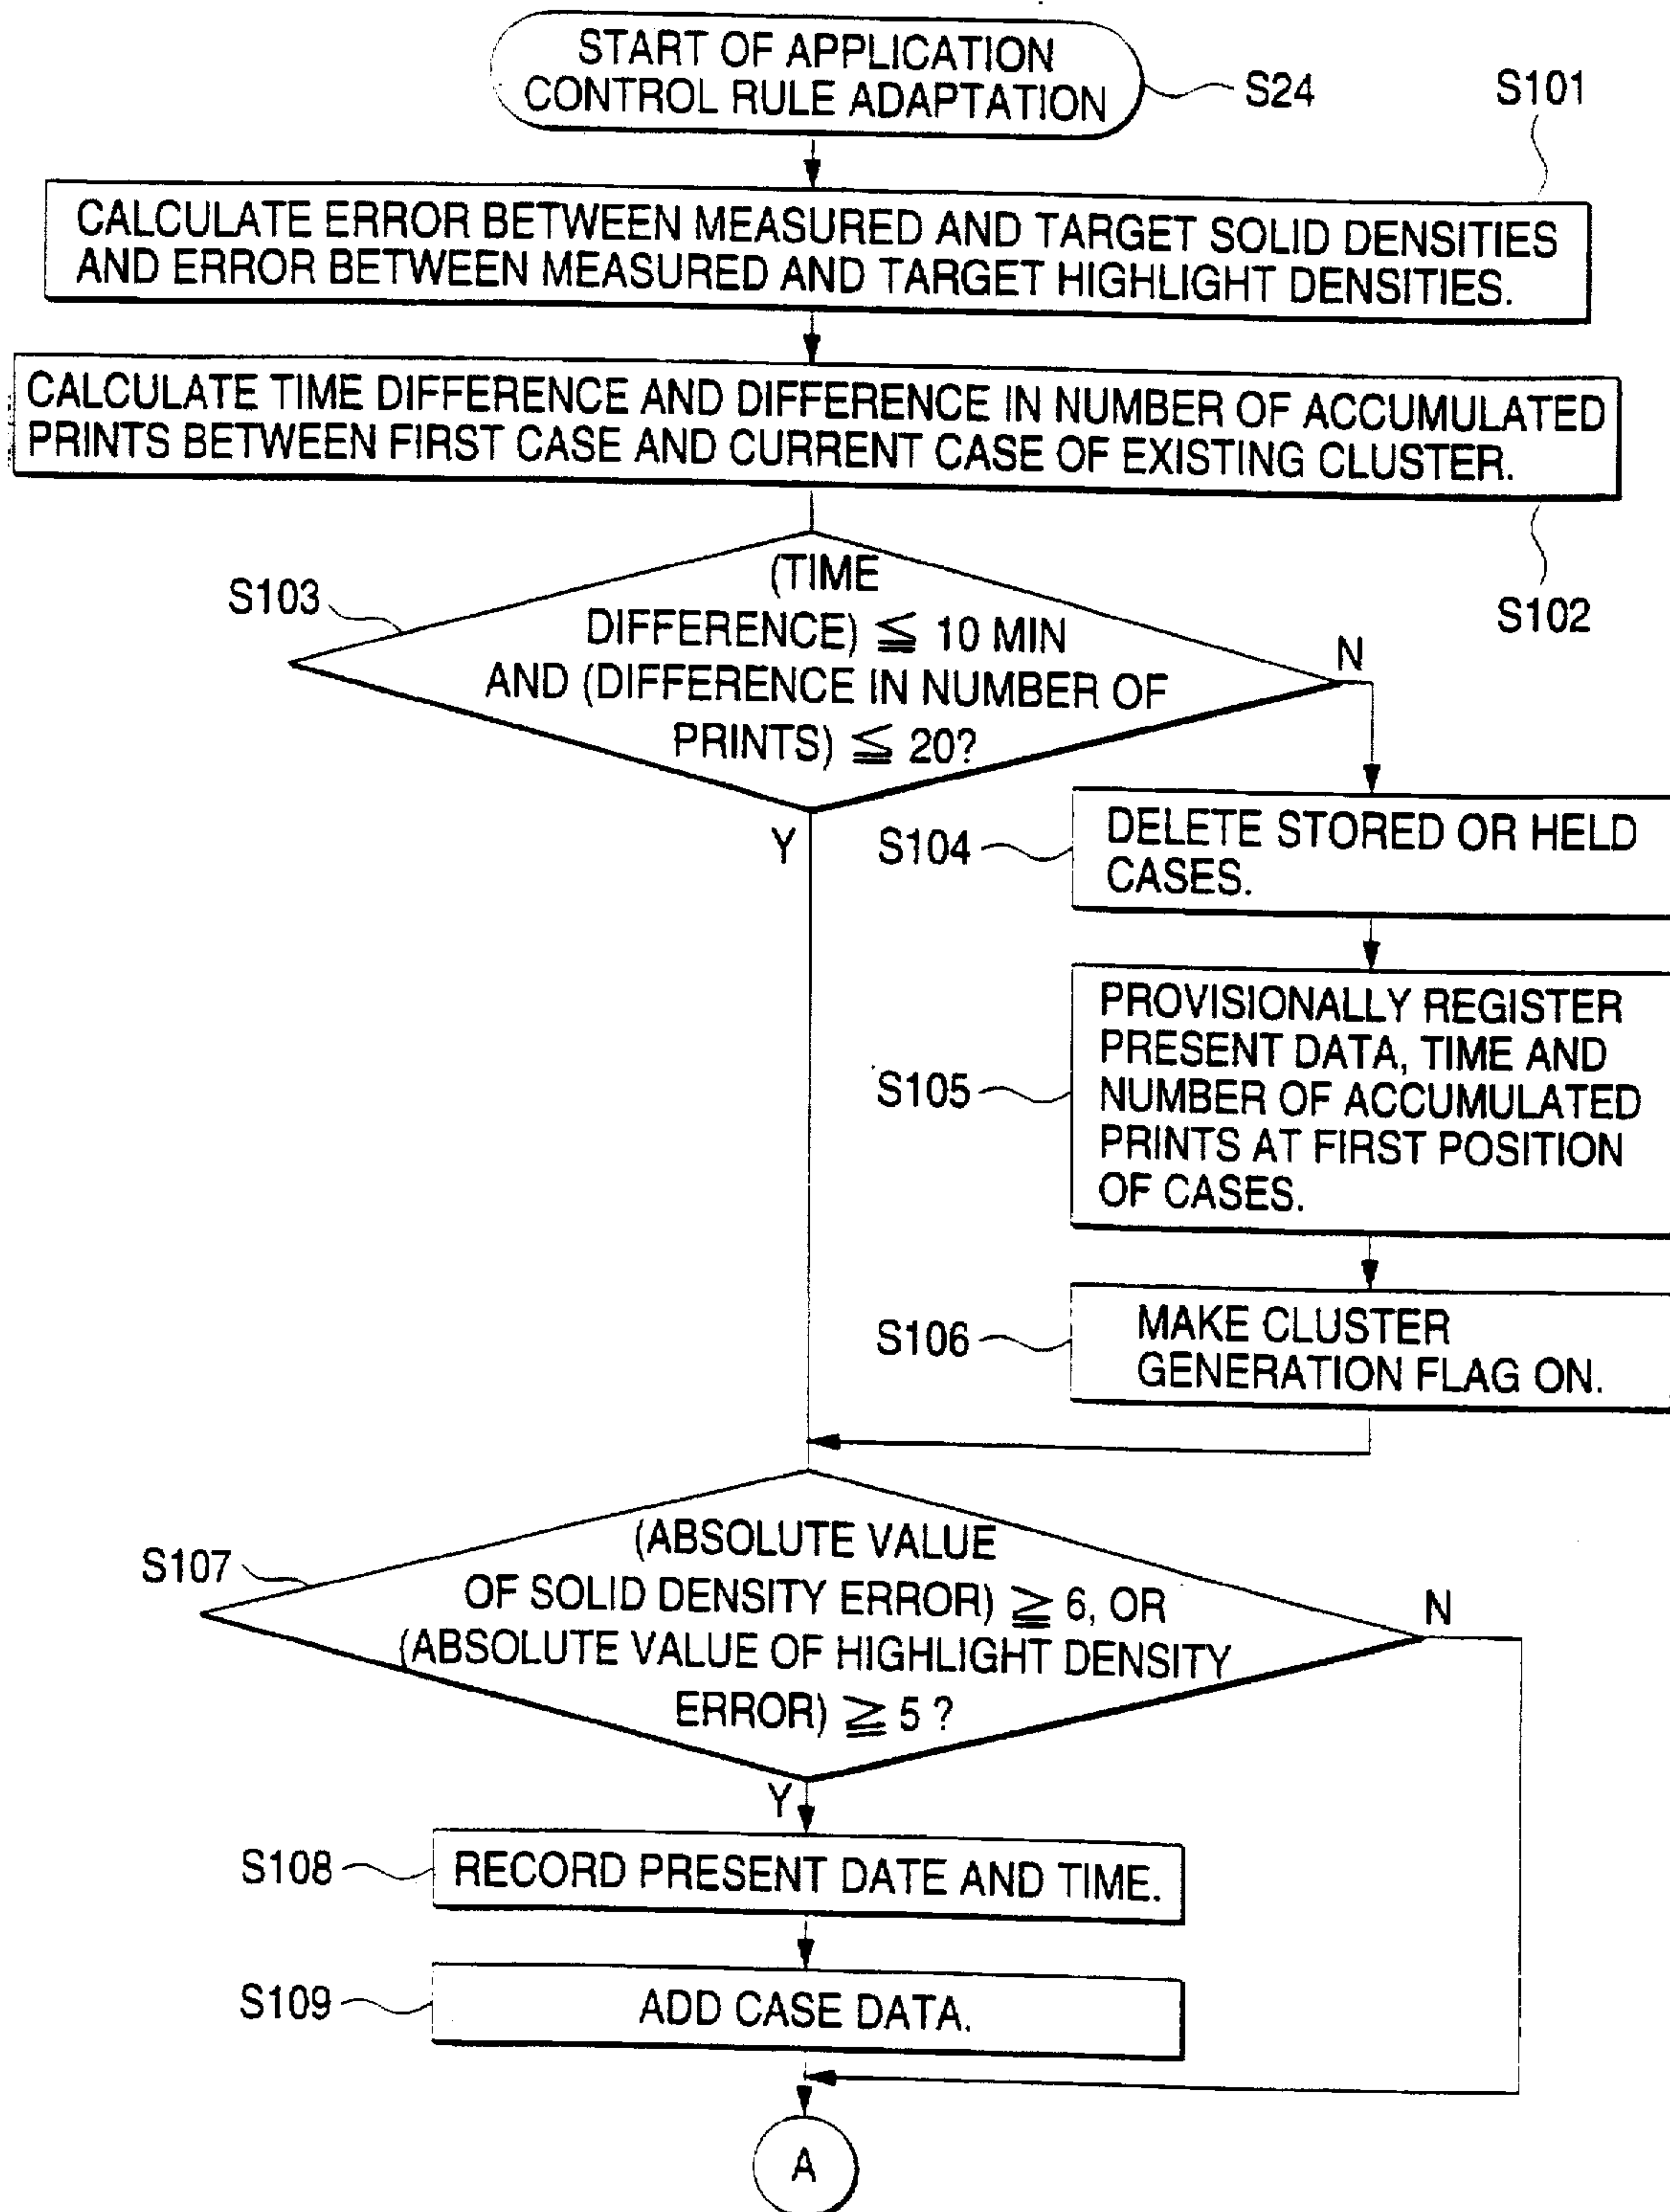 START OF APPLICATION
CONTROL RULE ADAPTATION
S24
S101
CALCULATE ERROR BETWEEN MEASURED AND TARGET SOLID DENSITIES
AND ERROR BETWEEN MEASURED AND TARGET HIGHLIGHT DENSITIES.
CALCULATE TIME DIFFERENCE AND DIFFERENCE IN NUMBER OF ACCUMULATED
PRINTS BETWEEN FIRST CASE AND CURRENT CASE OF EXISTING CLUSTER.
S102
S103
(TIME
DIFFERENCE) ≦ 10 MIN
AND (DIFFERENCE IN NUMBER OF
PRINTS) ≦ 20?
N
Y
S104
DELETE STORED OR HELD
CASES.
S105
PROVISIONALLY REGISTER
PRESENT DATA, TIME AND
NUMBER OF ACCUMULATED
PRINTS AT FIRST POSITION
OF CASES.
S106
MAKE CLUSTER
GENERATION FLAG ON.
S107
(ABSOLUTE VALUE
OF SOLID DENSITY ERROR) ≧ 6, OR
(ABSOLUTE VALUE OF HIGHLIGHT DENSITY
ERROR) ≧ 5 ?
N
Y
S108
RECORD PRESENT DATE AND TIME.
S109
ADD CASE DATA.
A